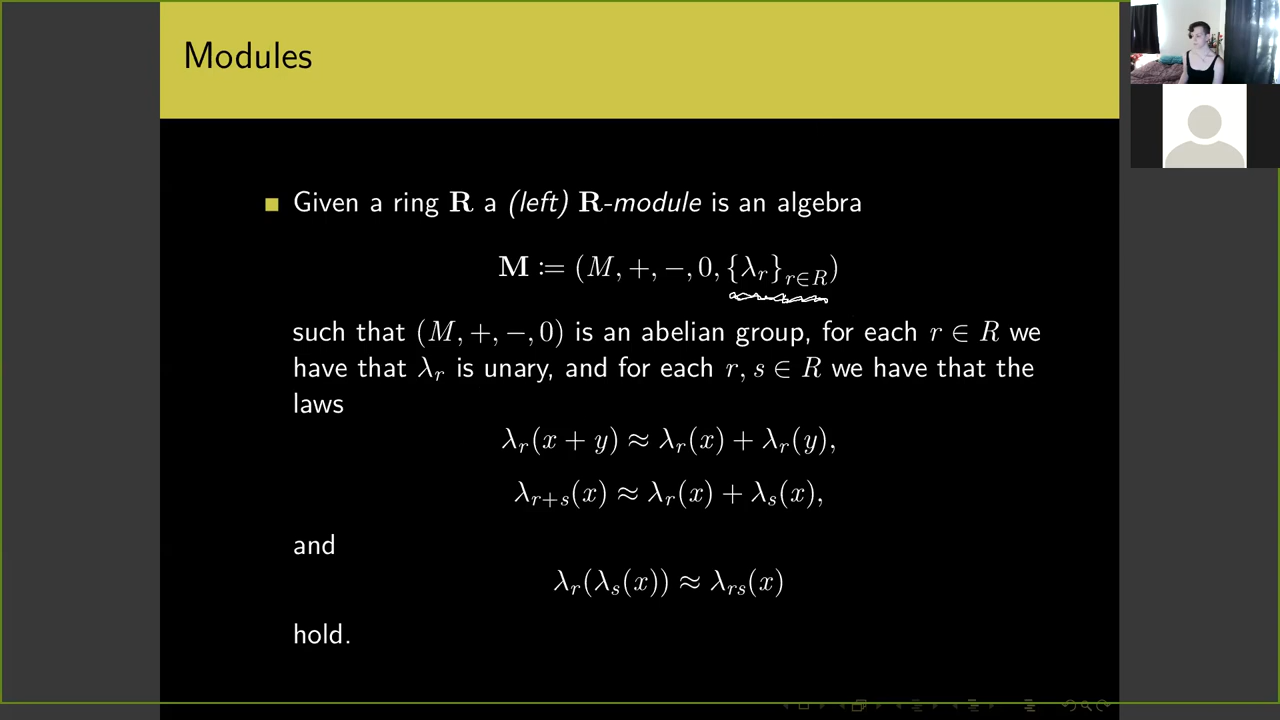 Modules
Given a ring R a (left) R-module is an algebra
M ≔ (M, +, −, 0, {λ_r}_{r∈R})
such that (M, +, −, 0) is an abelian group, for each r ∈ R we
have that λ_r is unary, and for each r, s ∈ R we have that the
laws
λ_r(x + y) ≈ λ_r(x) + λ_r(y),
λ_{r+s}(x) ≈ λ_r(x) + λ_s(x),
and
λ_r(λ_s(x)) ≈ λ_{rs}(x)
hold.